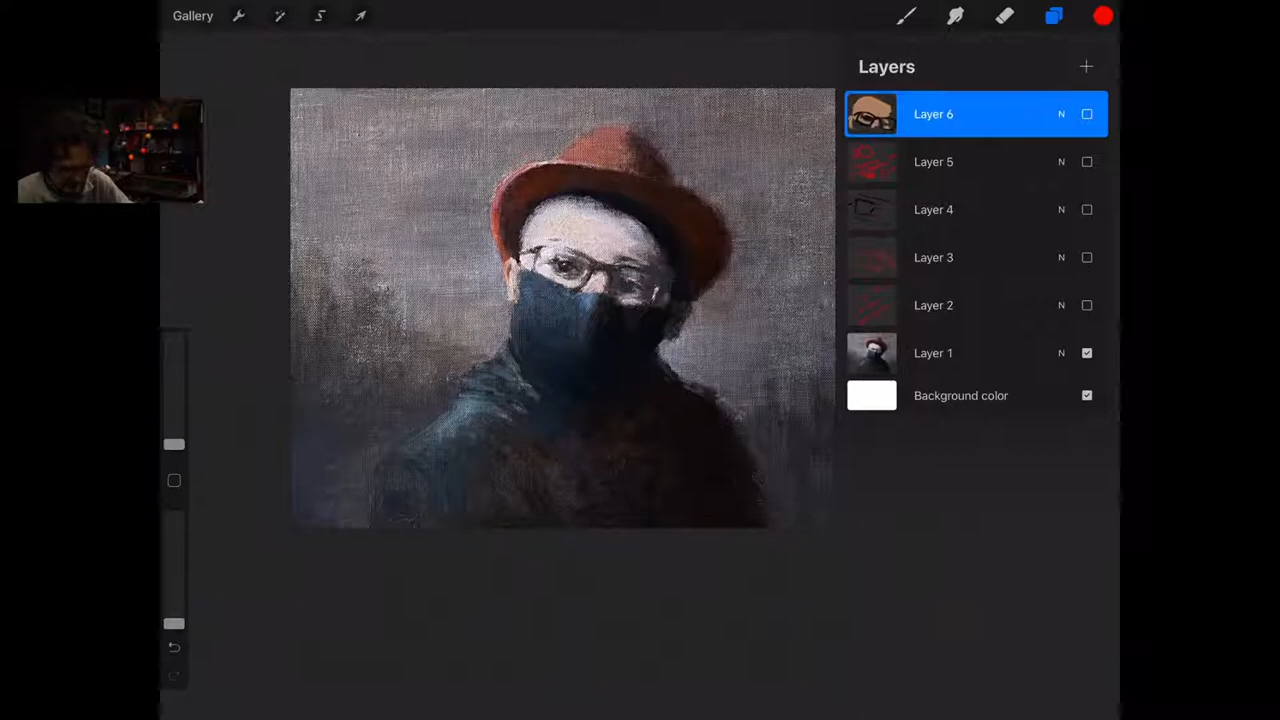 Gallery
Layers
Layer 6 N
Layer 5 N
Layer 4 N
Layer 3 N
Layer 2 N
Layer 1 N
Background color